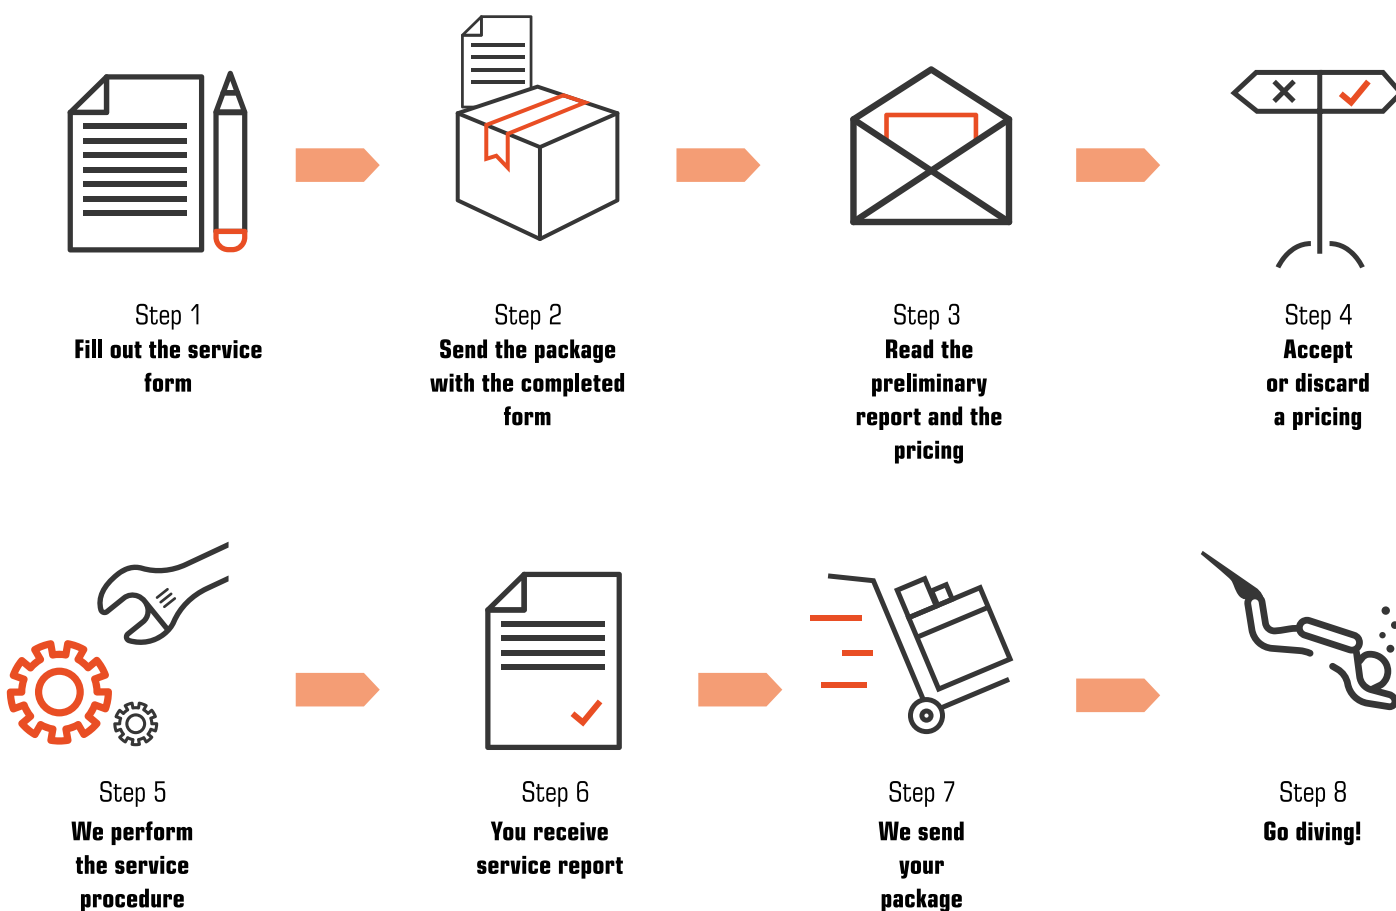 Step 1
Fill out the service
form
Step 2
Send the package
with the completed
form
Step 3
Read the
preliminary
report and the
pricing
Step 4
Accept
or discard
a pricing
Step 5
We perform
the service
procedure
Step 6
You receive
service report
Step 7
We send
your
package
Step 8
Go diving!